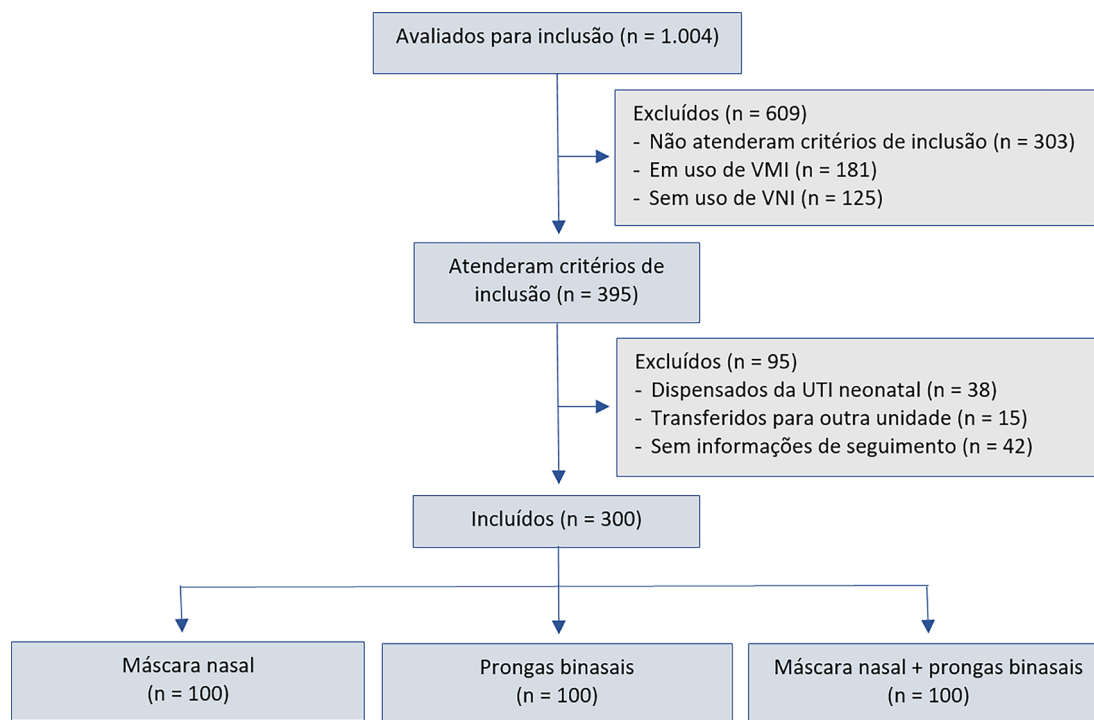 Avaliados para inclusão (n = 1.004)
Excluídos (n = 609)
- Não atenderam critérios de inclusão (n = 303)
- Em uso de VMI (n = 181)
- Sem uso de VNI (n = 125)
Atenderam critérios de
inclusão (n = 395)
Excluídos (n = 95)
- Dispensados da UTI neonatal (n = 38)
- Transferidos para outra unidade (n = 15)
- Sem informações de seguimento (n = 42)
Incluídos (n = 300)
Máscara nasal
(n = 100)
Prongas binasais
(n = 100)
Máscara nasal + prongas binasais
(n = 100)